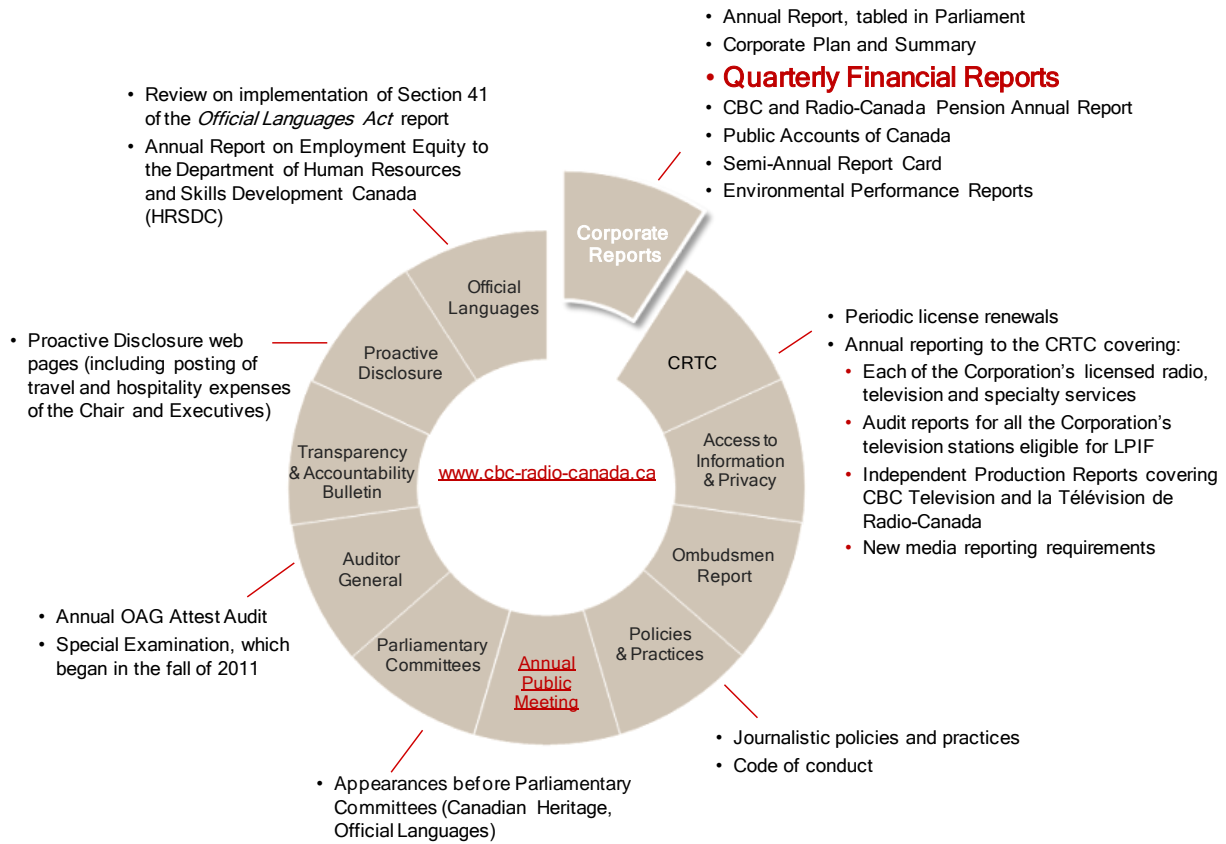 • Annual Report, tabled in Parliament
• Corporate Plan and Summary
• Quarterly Financial Reports
• CBC and Radio-Canada Pension Annual Report
• Public Accounts of Canada
• Semi-Annual Report Card
• Environmental Performance Reports
• Review on implementation of Section 41
of the Official Languages Act report
• Annual Report on Employment Equity to
the Department of Human Resources
and Skills Development Canada
(HRSDC)
Corporate
Reports
Official
Languages
• Proactive Disclosure web
pages (including posting of
travel and hospitality expenses
of the Chair and Executives)
Proactive
Disclosure
CRTC
• Periodic license renewals
• Annual reporting to the CRTC covering:
• Each of the Corporation's licensed radio,
television and specialty services
• Audit reports for all the Corporation's
television stations eligible for LPIF
• Independent Production Reports covering
CBC Television and la Télévision de
Radio-Canada
• New media reporting requirements
Transparency
& Accountability
Bulletin
www.cbc-radio-canada.ca
Access to
Information
& Privacy
Auditor
General
Ombudsmen
Report
• Annual OAG Attest Audit
• Special Examination, which
began in the fall of 2011
Parliamentary
Committees
Annual
Public
Meeting
Policies
& Practices
• Journalistic policies and practices
• Code of conduct
• Appearances before Parliamentary
Committees (Canadian Heritage,
Official Languages)